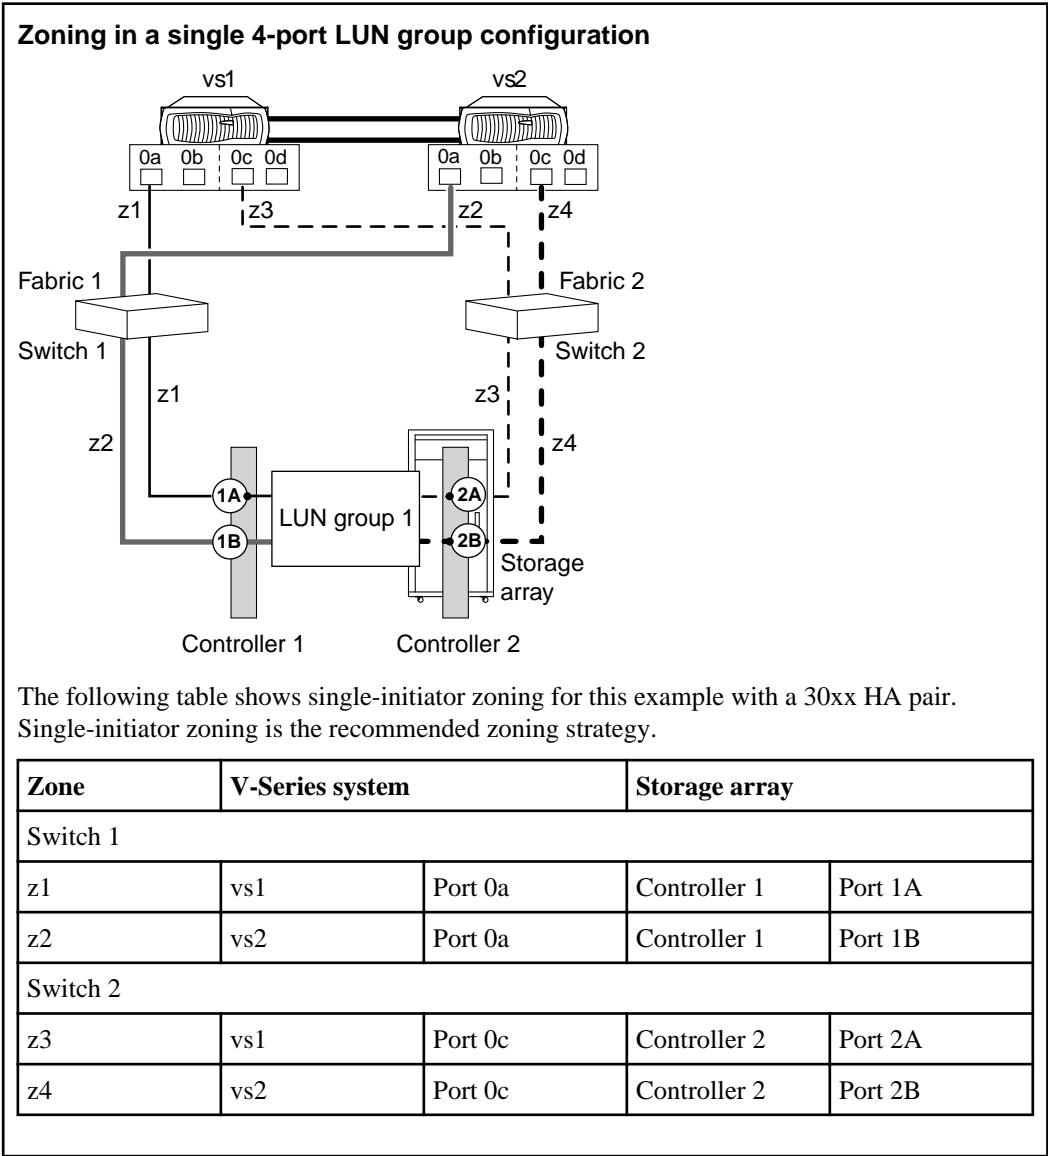 Zoning in a single 4-port LUN group configuration
vs1 vs2
0a 0b 0c 0d 0a 0b 0c 0d
z1 z3 z2 z4
Fabric 1 Fabric 2
Switch 1 Switch 2
z1 z3
z2 z4
1A LUN group 1 2A
1B 2B
Storage
array
Controller 1 Controller 2
The following table shows single-initiator zoning for this example with a 30xx HA pair.
Single-initiator zoning is the recommended zoning strategy.
Zone V-Series system Storage array
Switch 1
z1 vs1 Port 0a Controller 1 Port 1A
z2 vs2 Port 0a Controller 1 Port 1B
Switch 2
z3 vs1 Port 0c Controller 2 Port 2A
z4 vs2 Port 0c Controller 2 Port 2B